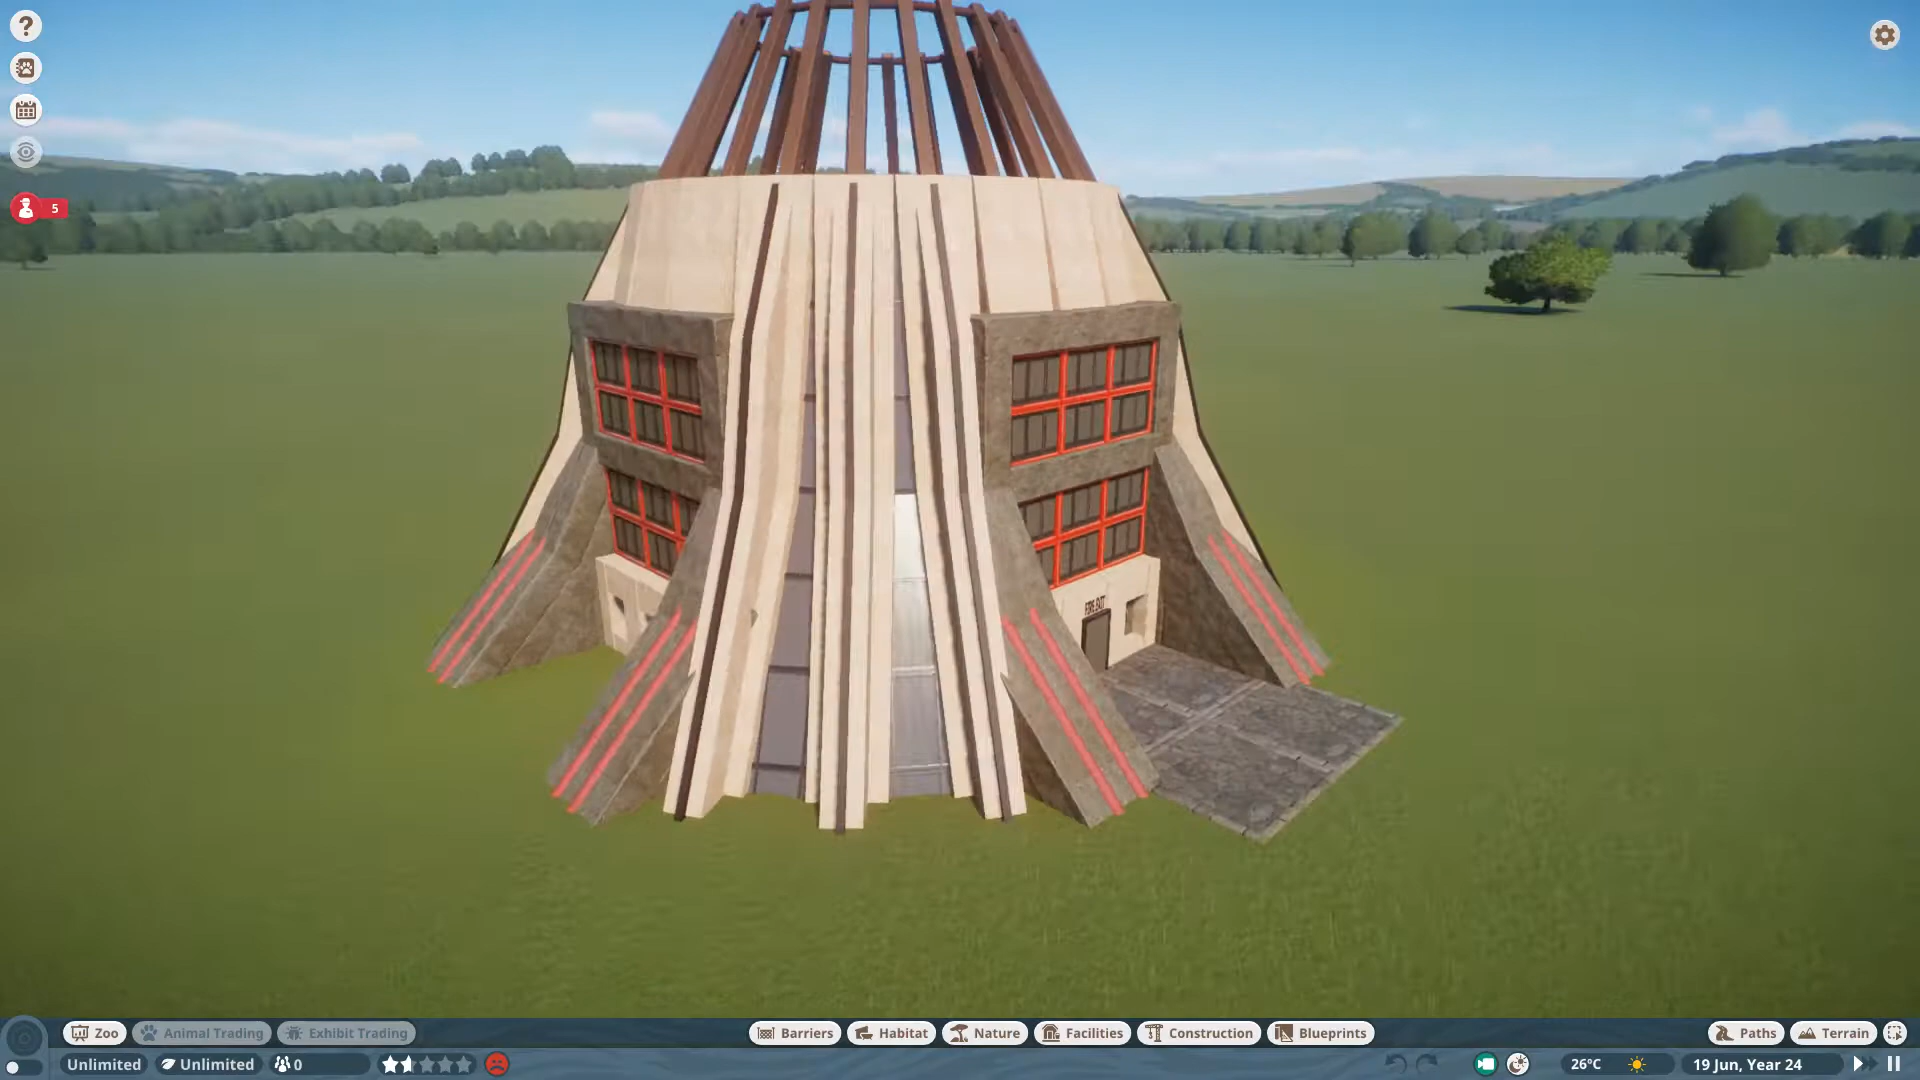 5
FIRE EXIT
Zoo
Animal Trading
Exhibit Trading
Barriers
Habitat
Nature
Facilities
Construction
Blueprints
Paths
Terrain
Unlimited
Unlimited
0
26°C
19 Jun, Year 24